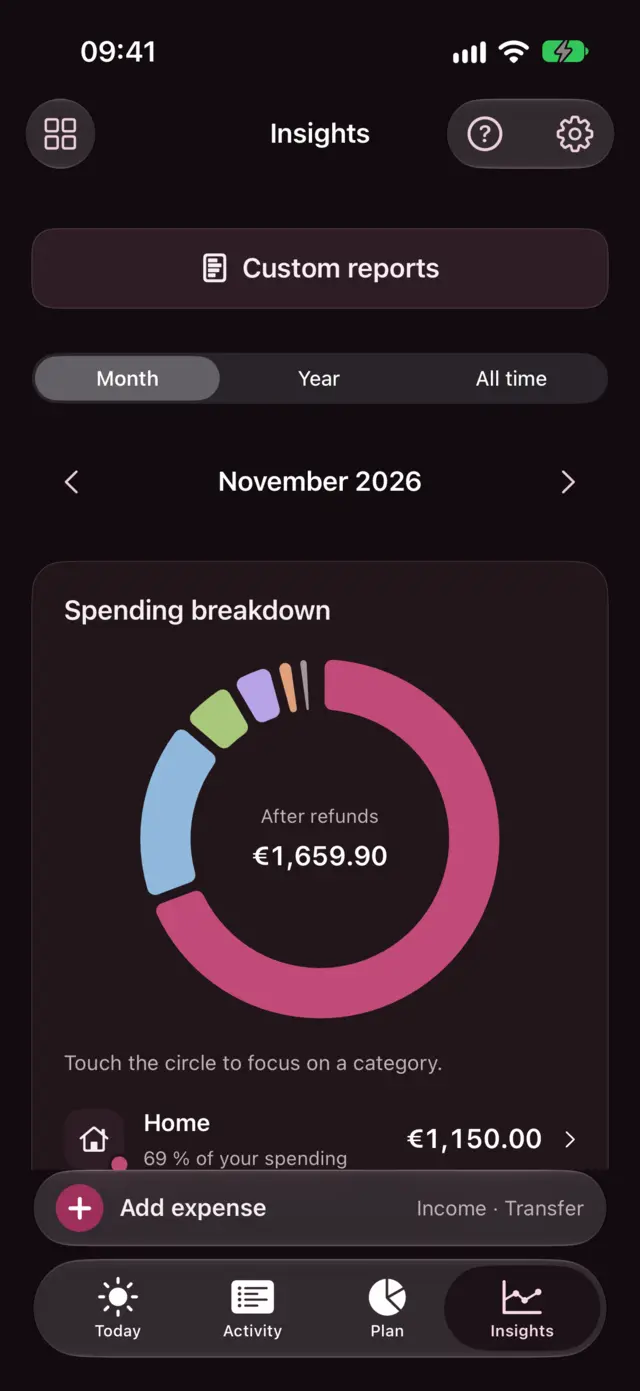 09:41
Insights
Custom reports
Month
Year
All time
November 2026
Spending breakdown
After refunds
€1,659.90
Touch the circle to focus on a category.
Home
€1,150.00
69 % of your spending
Add expense
Income · Transfer
Today
Activity
Plan
Insights